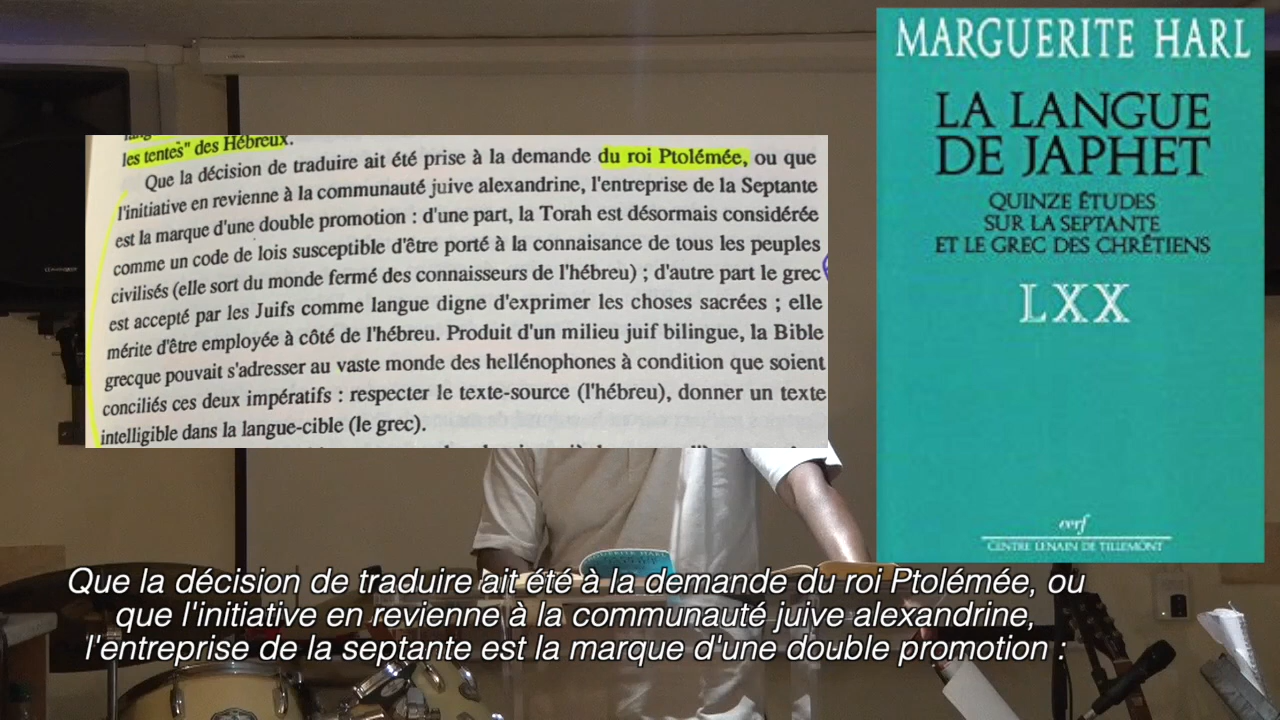 les tentes" des Hébreux.
Que la décision de traduire ait été prise à la demande du roi Ptolémée, ou que
l'initiative en revienne à la communauté juive alexandrine, l'entreprise de la Septante
est la marque d'une double promotion : d'une part, la Torah est désormais considérée
comme un code de lois susceptible d'être porté à la connaisance de tous les peuples
civilisés (elle sort du monde fermé des connaisseurs de l'hébreu) ; d'autre part le grec
est accepté par les Juifs comme langue digne d'exprimer les choses sacrées ; elle
mérite d'être employée à côté de l'hébreu. Produit d'un milieu juif bilingue, la Bible
grecque pouvait s'adresser au vaste monde des hellénophones à condition que soient
conciliés ces deux impératifs : respecter le texte-source (l'hébreu), donner un texte
intelligible dans la langue-cible (le grec).
MARGUERITE HARL
LA LANGUE
DE JAPHET
QUINZE ÉTUDES
SUR LA SEPTANTE
ET LE GREC DES CHRÉTIENS
LXX
cerf
CENTRE LENAIN DE TILLEMONT
MARGUERITE HARL
Que la décision de traduire ait été à la demande du roi Ptolémée, ou
que l'initiative en revienne à la communauté juive alexandrine,
l'entreprise de la septante est la marque d'une double promotion :